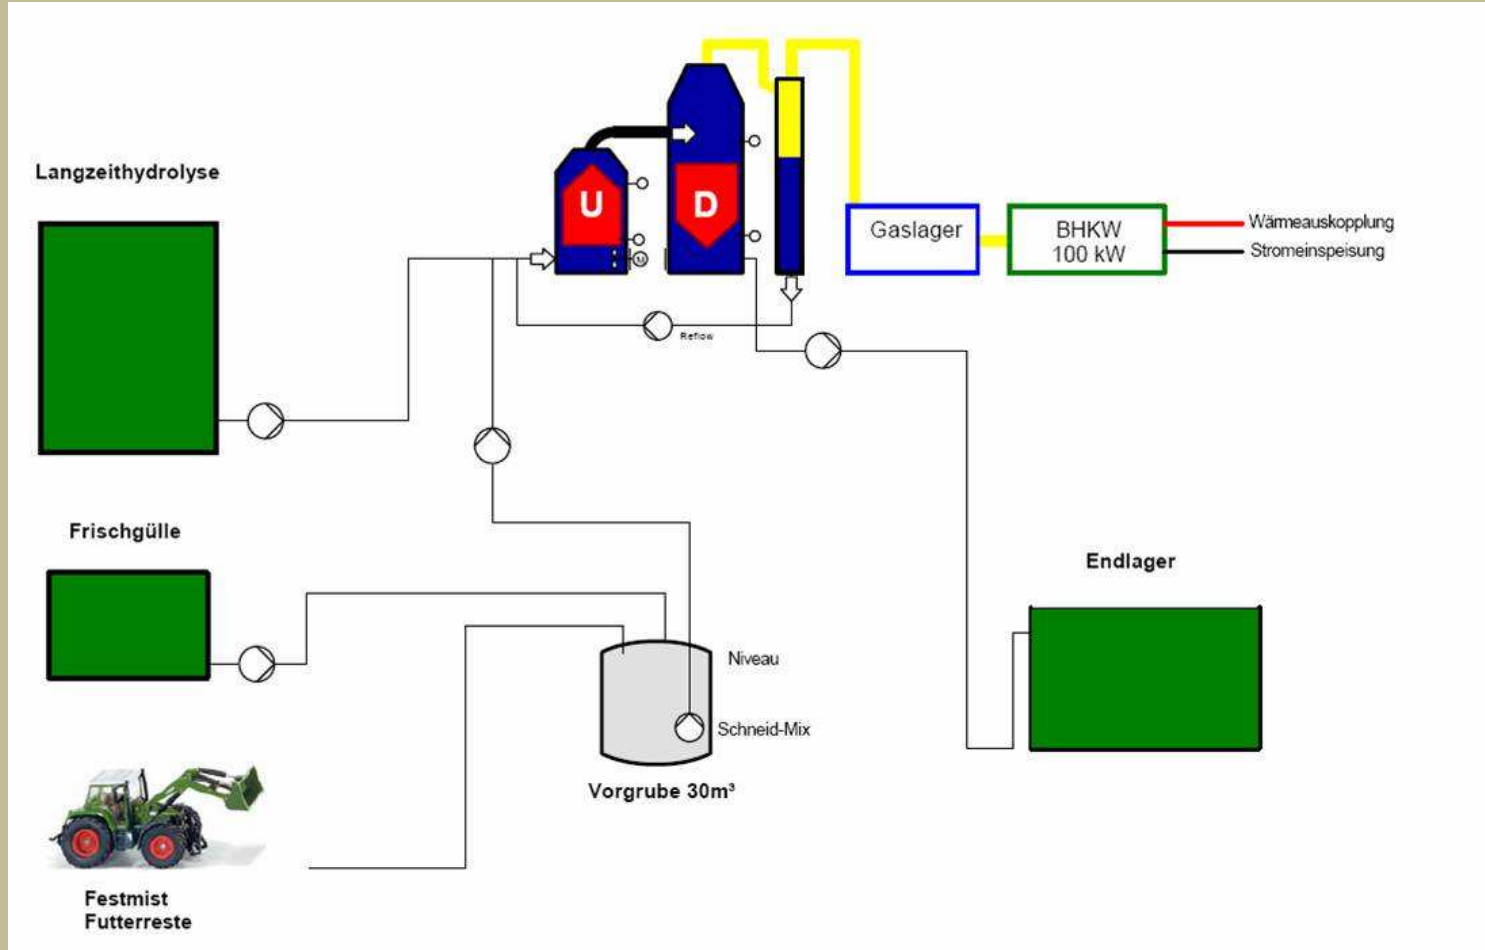 Langzeithydrolyse
U
D
Gaslager
BHKW
100 kW
Wärmeauskopplung
Stromeinspeisung
M
Reflow
Frischgülle
Endlager
Niveau
Schneid-Mix
Vorgrube 30m³
Festmist
Futterreste